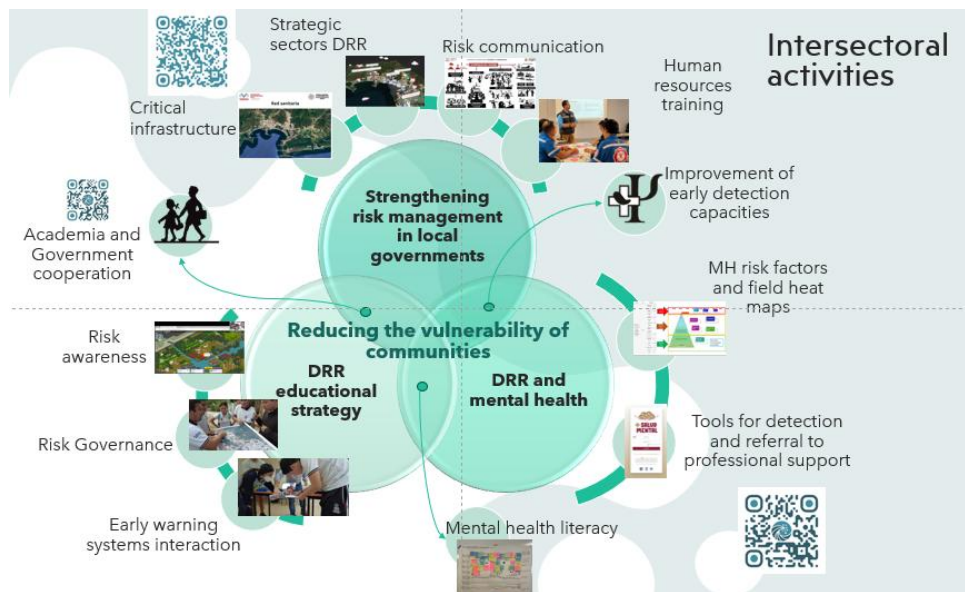 Intersectoral
activities
Strategic
sectors DRR
Risk communication
Human
resources
training
Critical
infrastructure
Red sanitaria
Improvement of
early detection
capacities
Academia and
Government
cooperation
Strengthening
risk management
in local
governments
MH risk factors
and field heat
maps
Reducing the vulnerability of
communities
Risk
awareness
DRR
educational
strategy
DRR and
mental health
Risk Governance
Tools for detection
and referral to
professional support
SALUD
MENTAL
Early warning
systems interaction
Mental health literacy